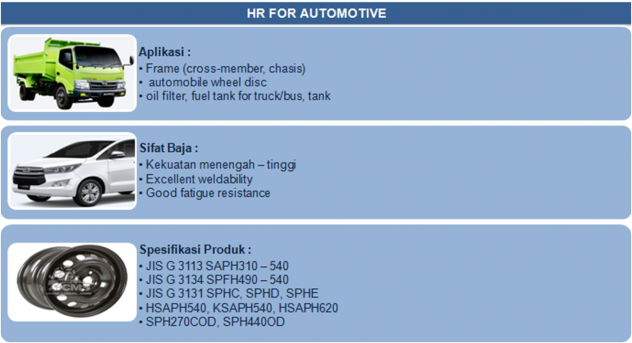 HR FOR AUTOMOTIVE
Aplikasi :
• Frame (cross-member, chasis)
• automobile wheel disc
• oil filter, fuel tank for truck/bus, tank
Sifat Baja :
• Kekuatan menengah – tinggi
• Excellent weldability
• Good fatigue resistance
Spesifikasi Produk :
• JIS G 3113 SAPH310 – 540
• JIS G 3134 SPFH490 – 540
• JIS G 3131 SPHC, SPHD, SPHE
• HSAPH540, KSAPH540, HSAPH620
• SPH270COD, SPH440OD